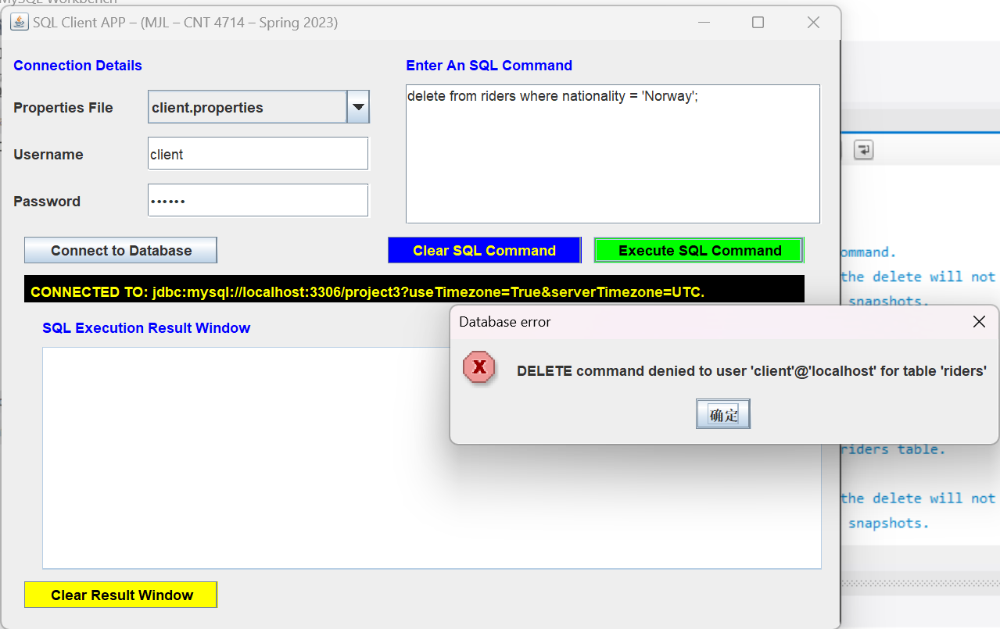 MySQL Workbench
SQL Client APP – (MJL – CNT 4714 – Spring 2023)
Connection Details
Properties File
client.properties
Username
client
Password
••••••
Connect to Database
Enter An SQL Command
delete from riders where nationality = 'Norway';
Clear SQL Command
Execute SQL Command
CONNECTED TO: jdbc:mysql://localhost:3306/project3?useTimezone=True&serverTimezone=UTC.
SQL Execution Result Window
Database error
X
DELETE command denied to user 'client'@'localhost' for table 'riders'
确定
Clear Result Window
ommand.
the delete will not
snapshots.
riders table.
the delete will not
snapshots.